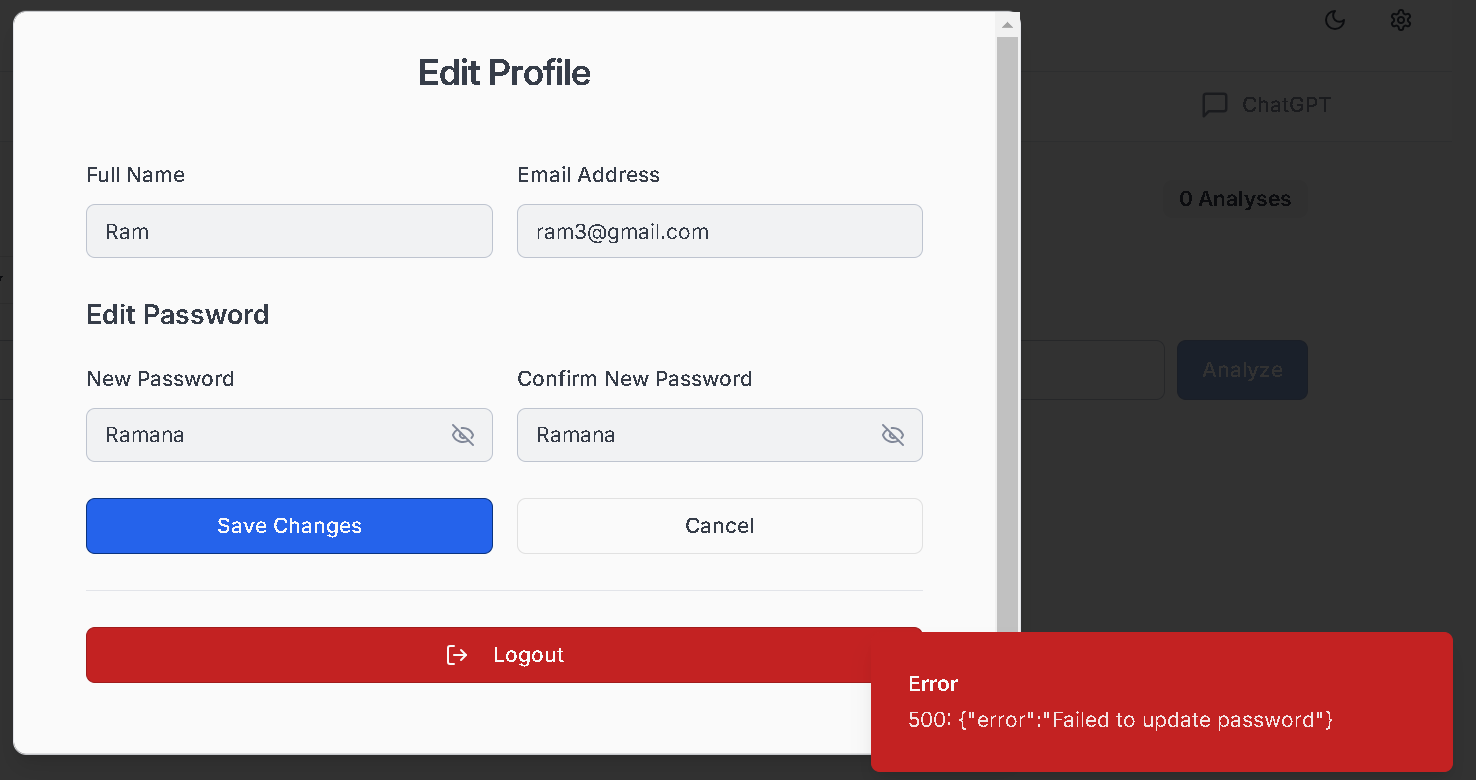 Edit Profile
ChatGPT
Full Name
Email Address
0 Analyses
Ram
ram3@gmail.com
Edit Password
New Password
Confirm New Password
Analyze
Ramana
Ramana
Save Changes
Cancel
Logout
Error
500: {"error":"Failed to update password"}